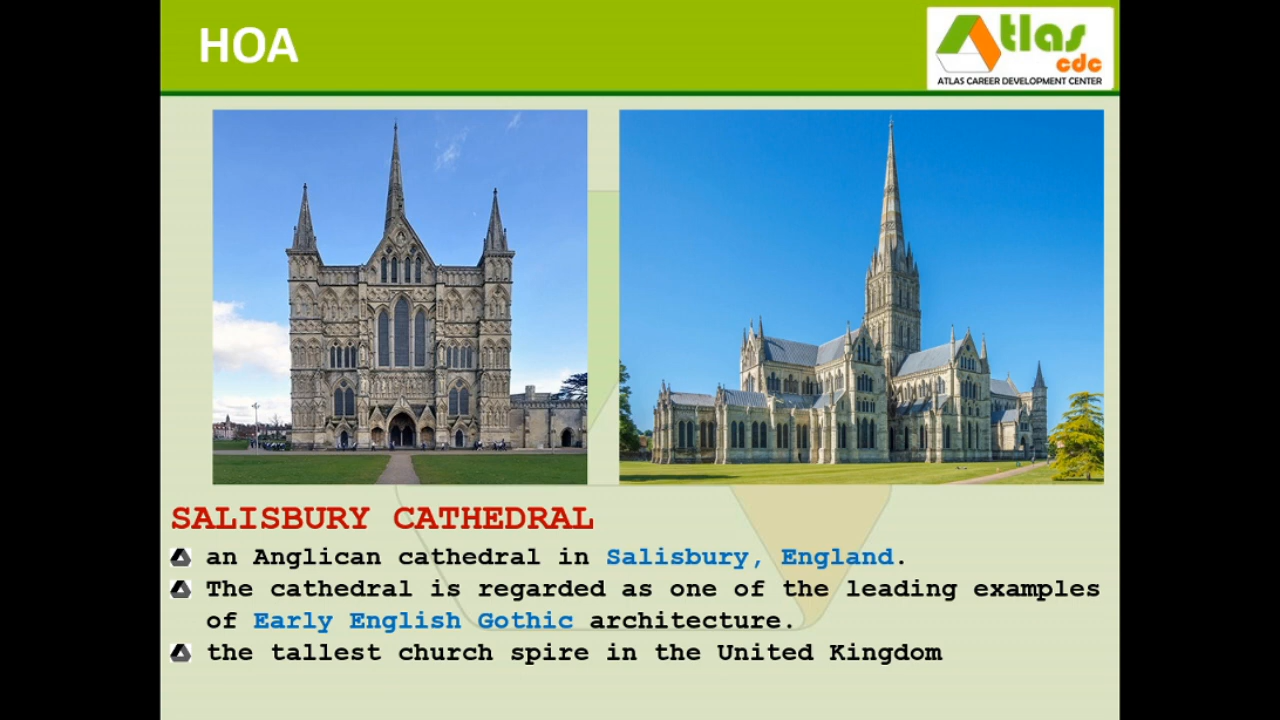 HOA
Atlas
cdc
ATLAS CAREER DEVELOPMENT CENTER
SALISBURY CATHEDRAL
an Anglican cathedral in Salisbury, England.
The cathedral is regarded as one of the leading examples
of Early English Gothic architecture.
the tallest church spire in the United Kingdom